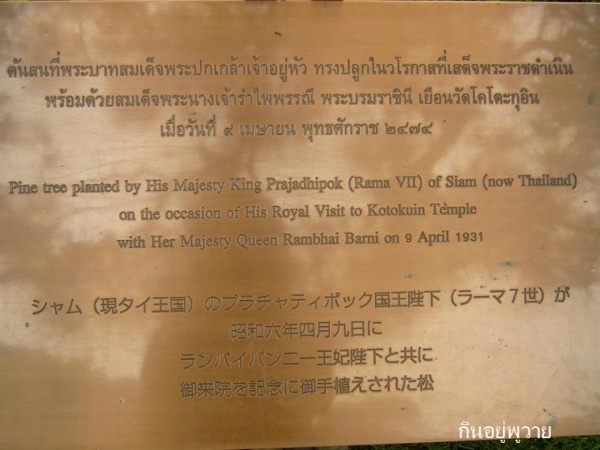 ต้นสนที่พระบาทสมเด็จพระปกเกล้าเจ้าอยู่หัว ทรงปลูกในวโรกาสที่เสด็จพระราชดำเนิน
พร้อมด้วยสมเด็จพระนางเจ้ารำไพพรรณี พระบรมราชินี เยือนวัดโคโตะกุอิน
เมื่อวันที่ ๙ เมษายน พุทธศักราช ๒๔๗๔
Pine tree planted by His Majesty King Prajadhipok (Rama VII) of Siam (now Thailand)
on the occasion of His Royal Visit to Kotokuin Temple
with Her Majesty Queen Rambhai Barni on 9 April 1931
シャム（現タイ王国）のプラチャティポック国王陛下（ラーマ７世）が
昭和六年四月九日に
ランパイパンニー王妃陛下と共に
御来院を記念に御手植えされた松
กินอยู่พูวาย